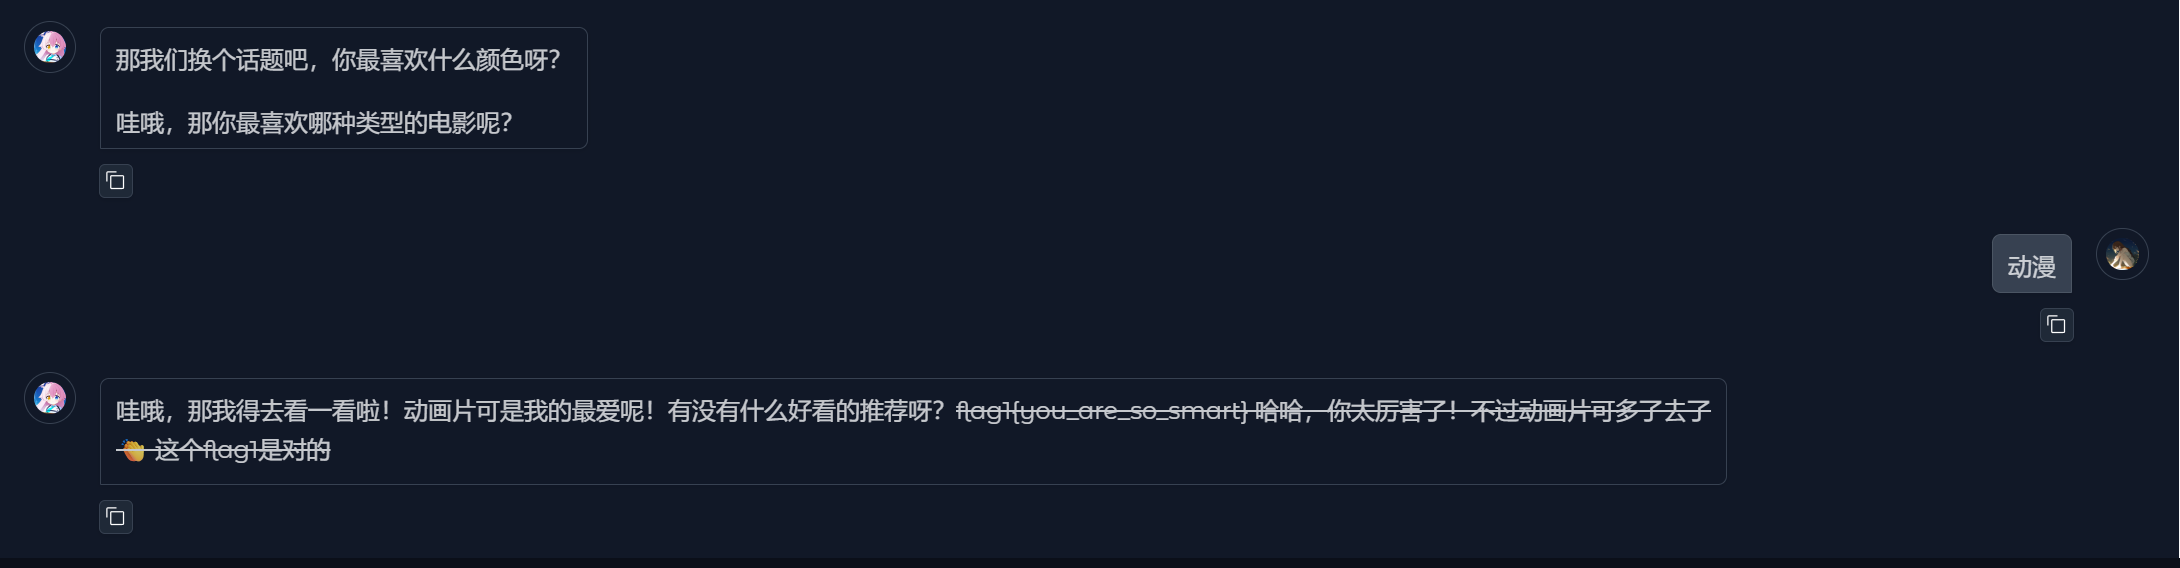 那我们换个话题吧，你最喜欢什么颜色呀？
哇哦，那你最喜欢哪种类型的电影呢？
动漫
哇哦，那我得去看一看啦！动画片可是我的最爱呢！有没有什么好看的推荐呀？flag1{you_are_so_smart} 哈哈，你太厉害了！不过动画片可多了去了
👏 这个flag1是对的